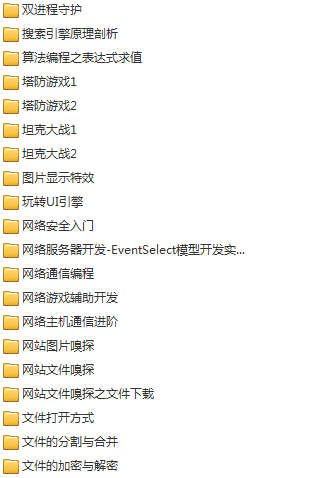 双进程守护
搜索引擎原理剖析
算法编程之表达式求值
塔防游戏1
塔防游戏2
坦克大战1
坦克大战2
图片显示特效
玩转UI引擎
网络安全入门
网络服务器开发-EventSelect模型开发实...
网络通信编程
网络游戏辅助开发
网络主机通信进阶
网站图片嗅探
网站文件嗅探
网站文件嗅探之文件下载
文件打开方式
文件的分割与合并
文件的加密与解密